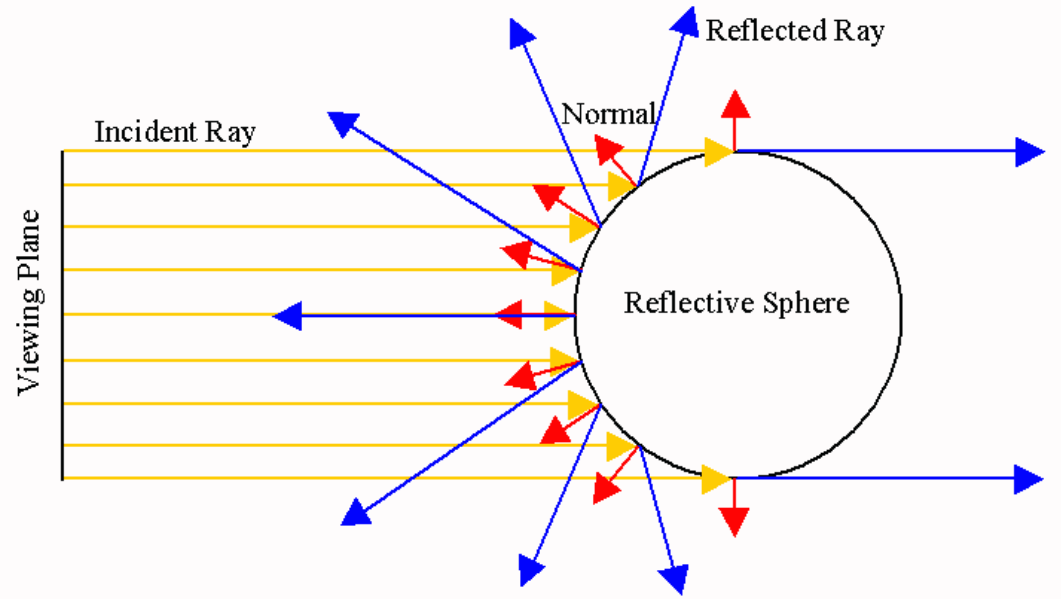 Reflected Ray
Normal
Incident Ray
Viewing Plane
Reflective Sphere